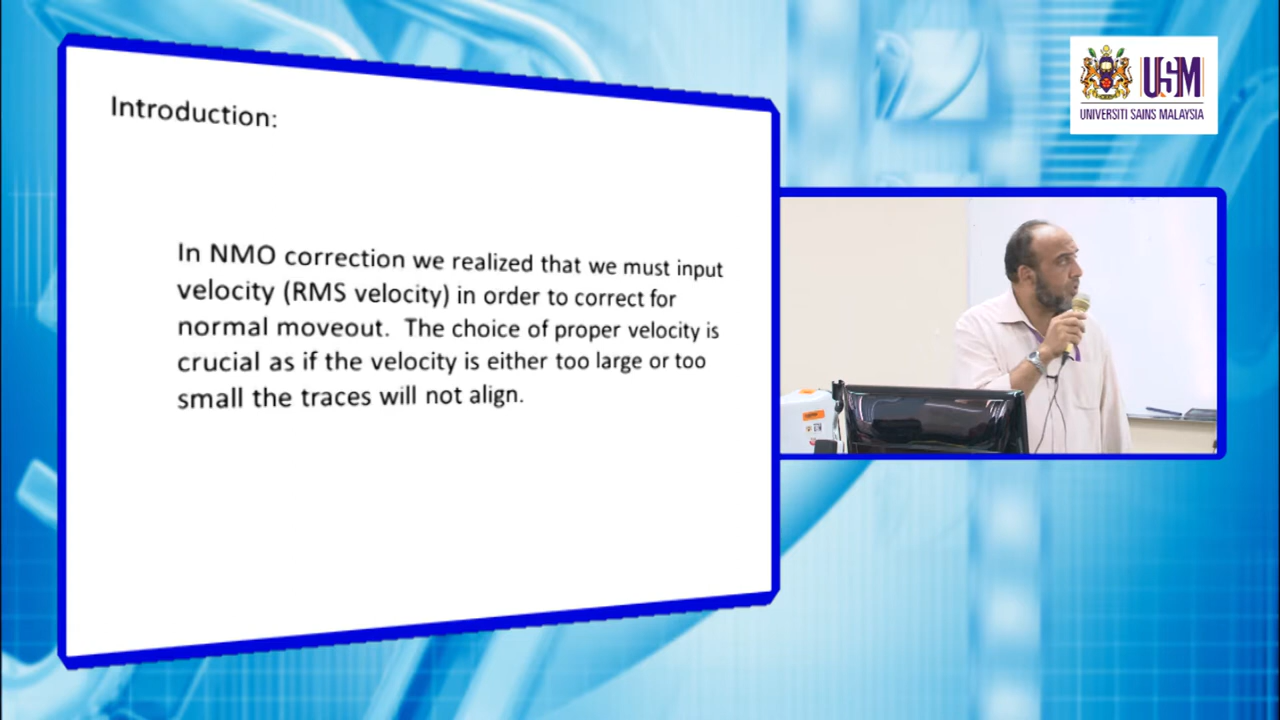 Introduction:
In NMO correction we realized that we must input
velocity (RMS velocity) in order to correct for
normal moveout. The choice of proper velocity is
crucial as if the velocity is either too large or too
small the traces will not align.
USM
UNIVERSITI SAINS MALAYSIA